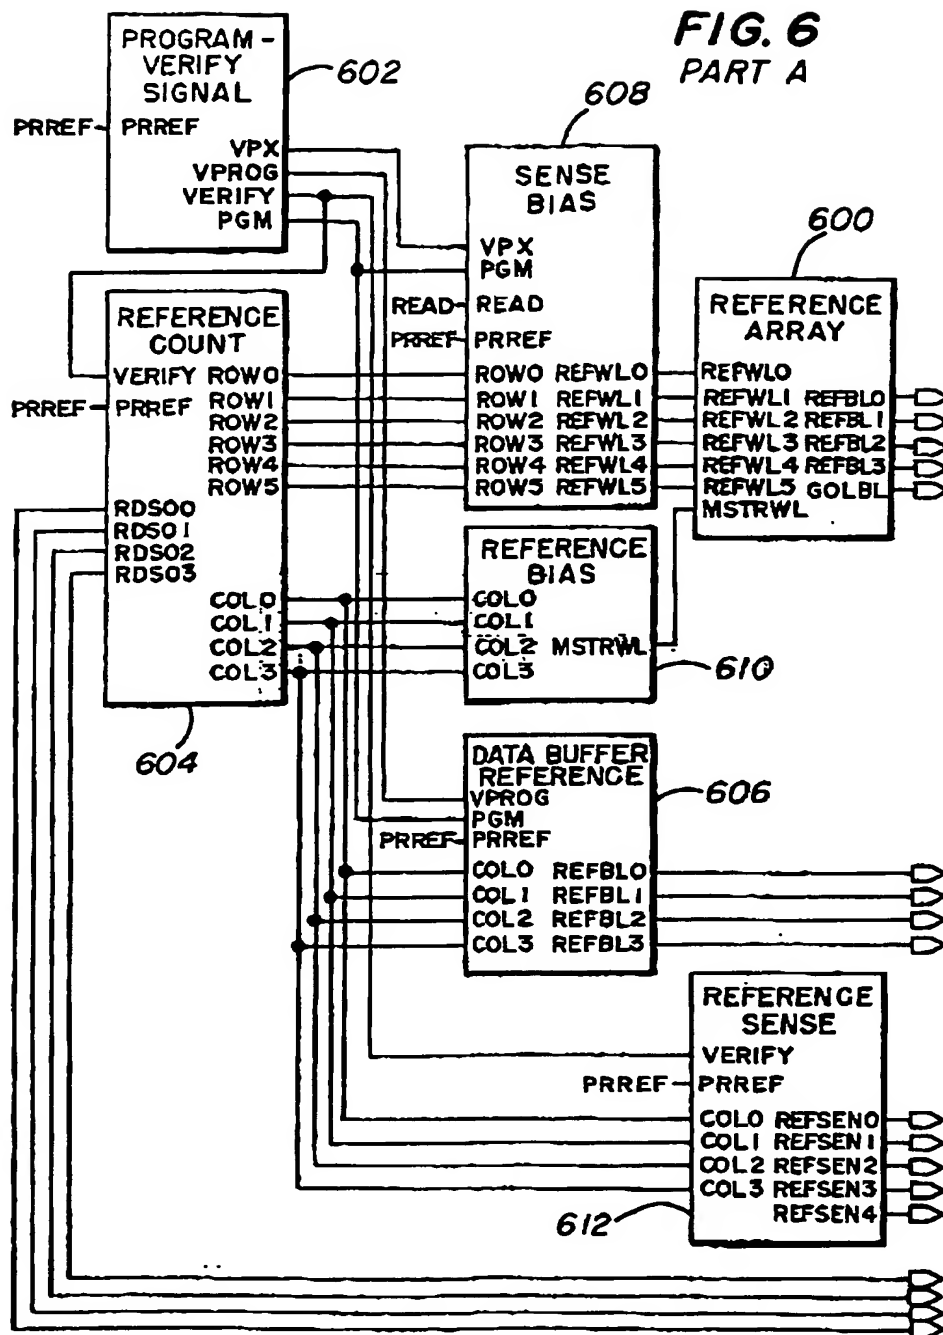 FIG. 6
PART A
PROGRAM-
VERIFY
SIGNAL
602
PRREF PRREF
VPX
VPROG
VERIFY
PGM
608
SENSE
BIAS
VPX
PGM
READ READ
PRREF PRREF
ROW0 REFWL0
ROW1 REFWL1
ROW2 REFWL2
ROW3 REFWL3
ROW4 REFWL4
ROW5 REFWL5
600
REFERENCE
ARRAY
REFWL0
REFWL1 REFBL0
REFWL2 REFBL1
REFWL3 REFBL2
REFWL4 REFBL3
REFWL5 GOLBL
MSTRWL
REFERENCE
COUNT
VERIFY ROW0
PRREF PRREF ROW1
ROW2
ROW3
ROW4
ROW5
RDSO0
RDSO1
RDSO2
RDSO3
COL0
COL1
COL2
COL3
604
REFERENCE
BIAS
COL0
COL1
COL2 MSTRWL
COL3
610
DATA BUFFER
REFERENCE
606
VPROG
PGM
PRREF PRREF
COL0 REFBL0
COL1 REFBL1
COL2 REFBL2
COL3 REFBL3
REFERENCE
SENSE
VERIFY
PRREF PRREF
COL0 REFSEN0
COL1 REFSEN1
COL2 REFSEN2
COL3 REFSEN3
REFSEN4
612